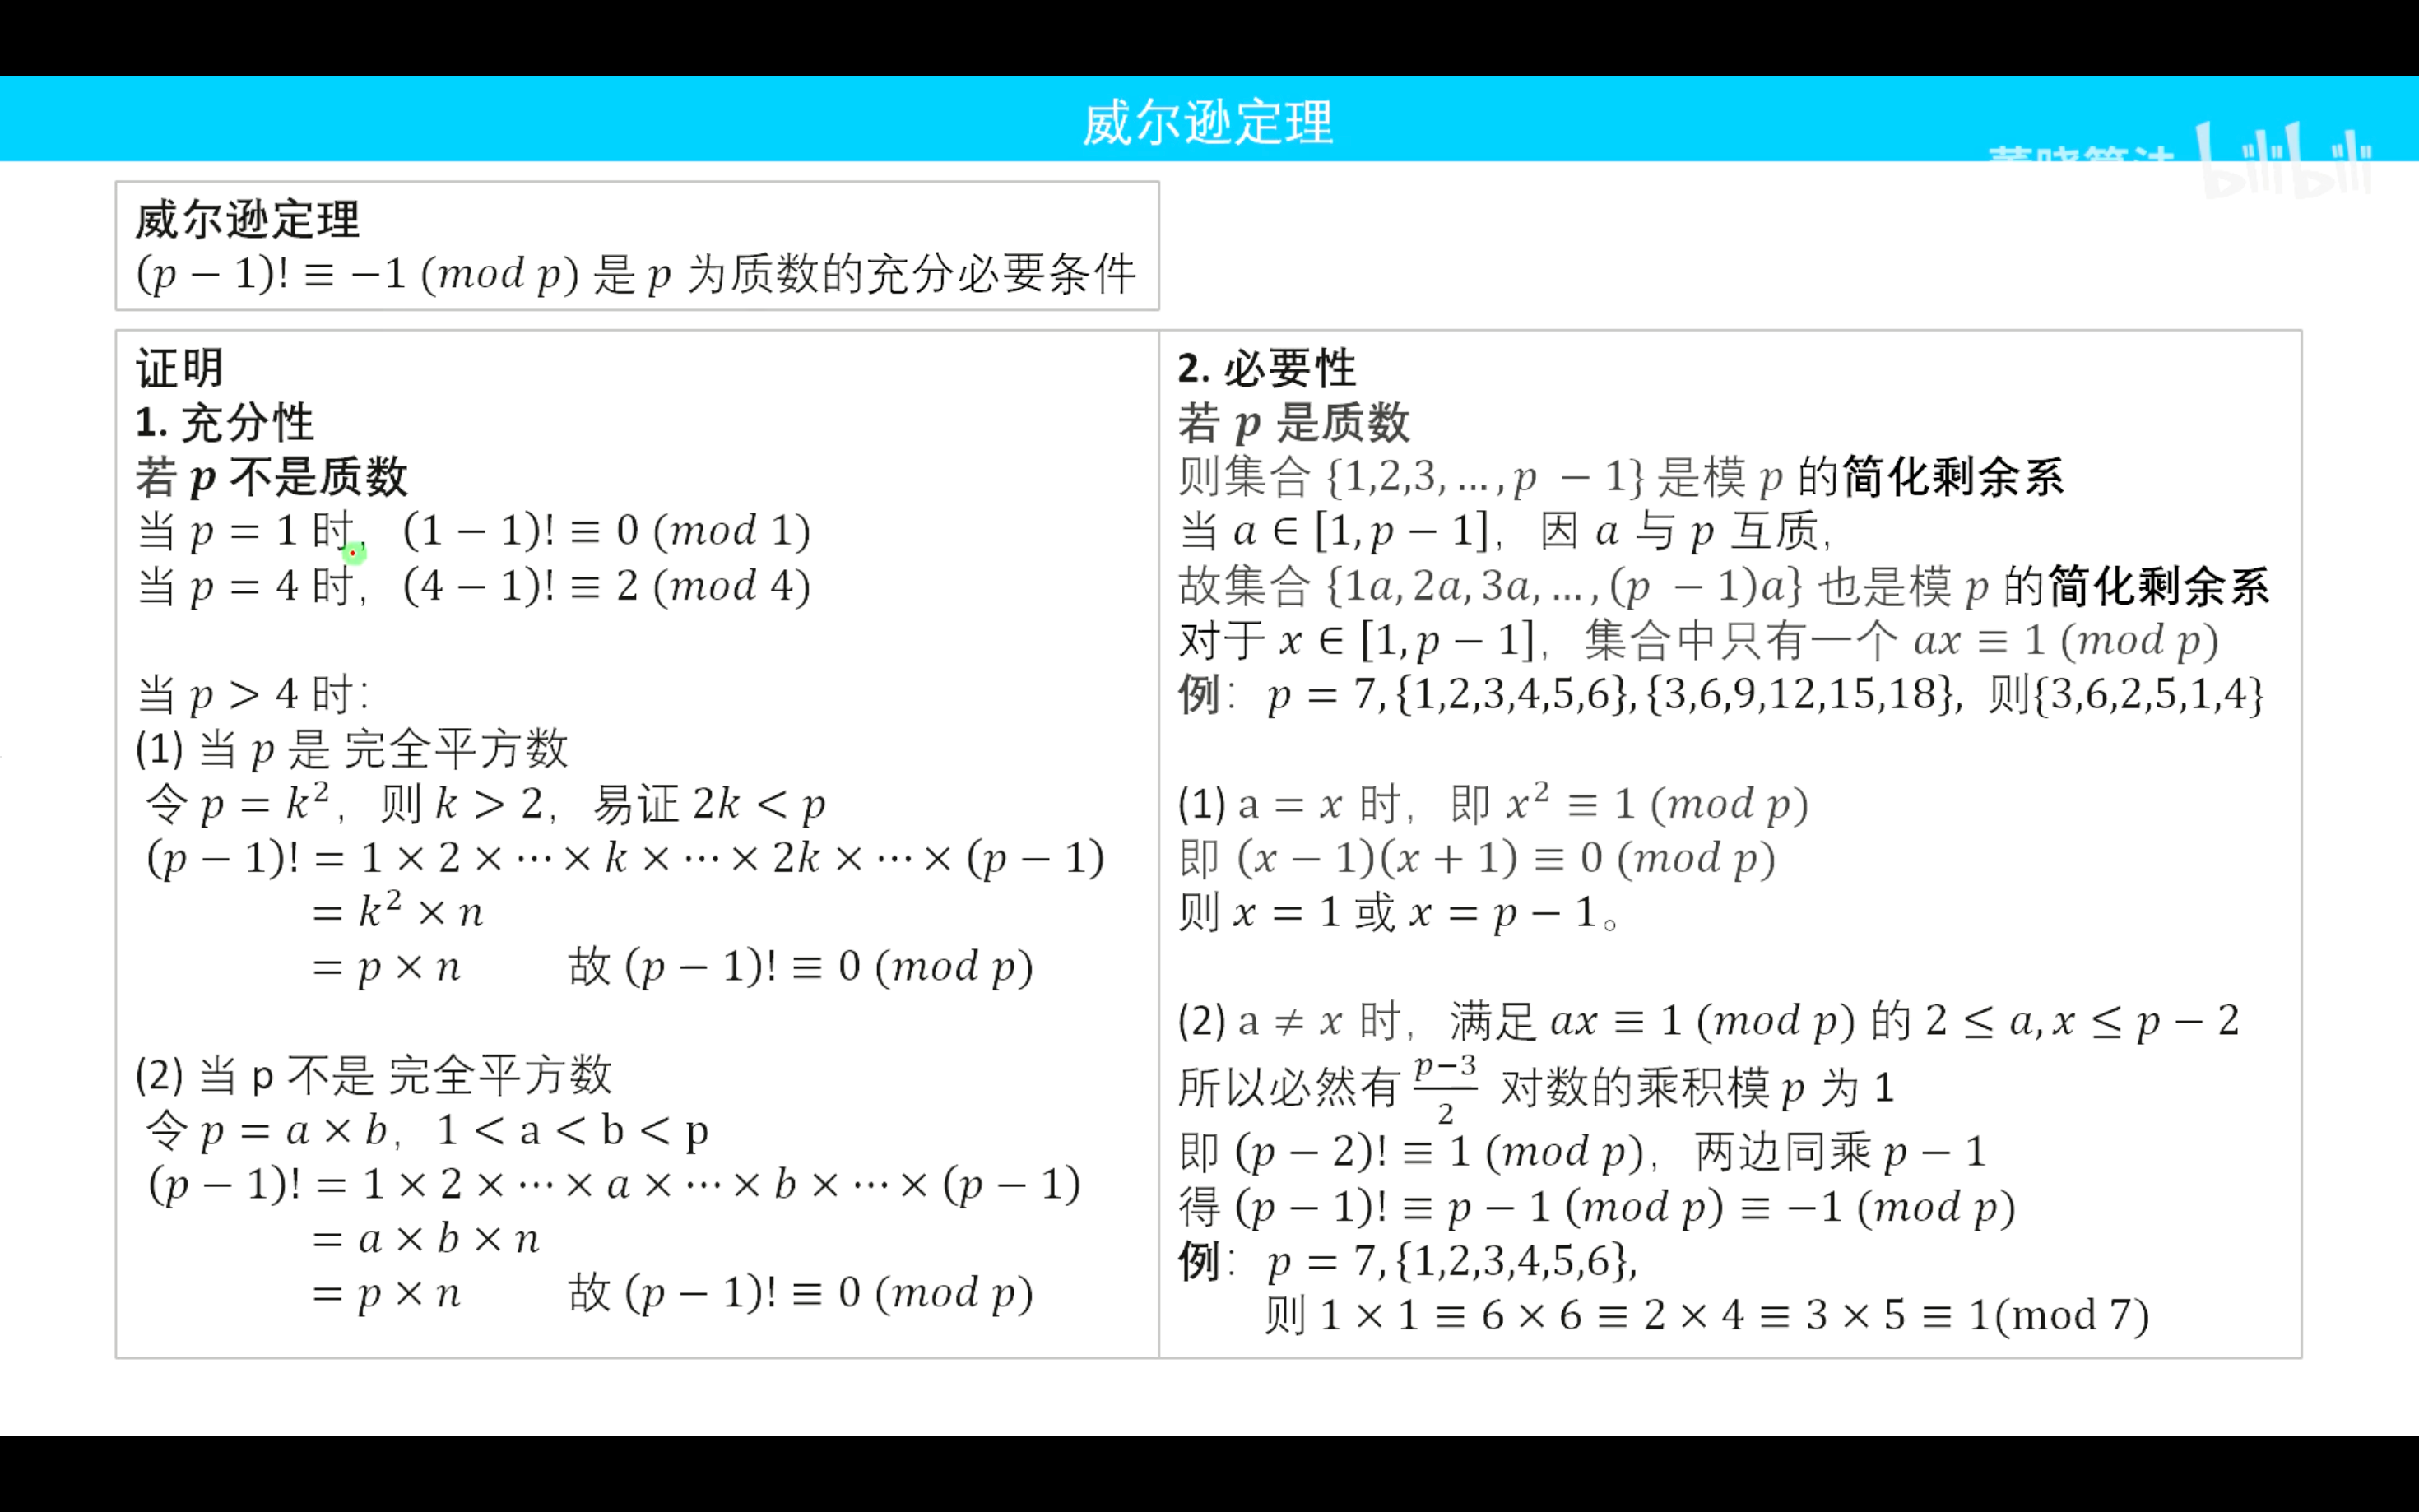 威尔逊定理
bilibili
威尔逊定理
(p − 1)! ≡ −1 (mod p) 是 p 为质数的充分必要条件
证明
1. 充分性
若 p 不是质数
当 p = 1 时, (1 − 1)! ≡ 0 (mod 1)
当 p = 4 时, (4 − 1)! ≡ 2 (mod 4)
当 p > 4 时:
(1) 当 p 是 完全平方数
令 p = k², 则 k > 2, 易证 2k < p
(p − 1)! = 1 × 2 × ⋯ × k × ⋯ × 2k × ⋯ × (p − 1)
= k² × n
= p × n 故 (p − 1)! ≡ 0 (mod p)
(2) 当 p 不是 完全平方数
令 p = a × b, 1 < a < b < p
(p − 1)! = 1 × 2 × ⋯ × a × ⋯ × b × ⋯ × (p − 1)
= a × b × n
= p × n 故 (p − 1)! ≡ 0 (mod p)
2. 必要性
若 p 是质数
则集合 {1,2,3, … , p − 1} 是模 p 的简化剩余系
当 a ∈ [1, p − 1], 因 a 与 p 互质,
故集合 {1a, 2a, 3a, … , (p − 1)a} 也是模 p 的简化剩余系
对于 x ∈ [1, p − 1], 集合中只有一个 ax ≡ 1 (mod p)
例: p = 7, {1,2,3,4,5,6}, {3,6,9,12,15,18}, 则{3,6,2,5,1,4}
(1) a = x 时, 即 x² ≡ 1 (mod p)
即 (x − 1)(x + 1) ≡ 0 (mod p)
则 x = 1 或 x = p − 1。
(2) a ≠ x 时, 满足 ax ≡ 1 (mod p) 的 2 ≤ a, x ≤ p − 2
所以必然有 (p−3)/2 对数的乘积模 p 为 1
即 (p − 2)! ≡ 1 (mod p), 两边同乘 p − 1
得 (p − 1)! ≡ p − 1 (mod p) ≡ −1 (mod p)
例: p = 7, {1,2,3,4,5,6},
则 1 × 1 ≡ 6 × 6 ≡ 2 × 4 ≡ 3 × 5 ≡ 1(mod 7)